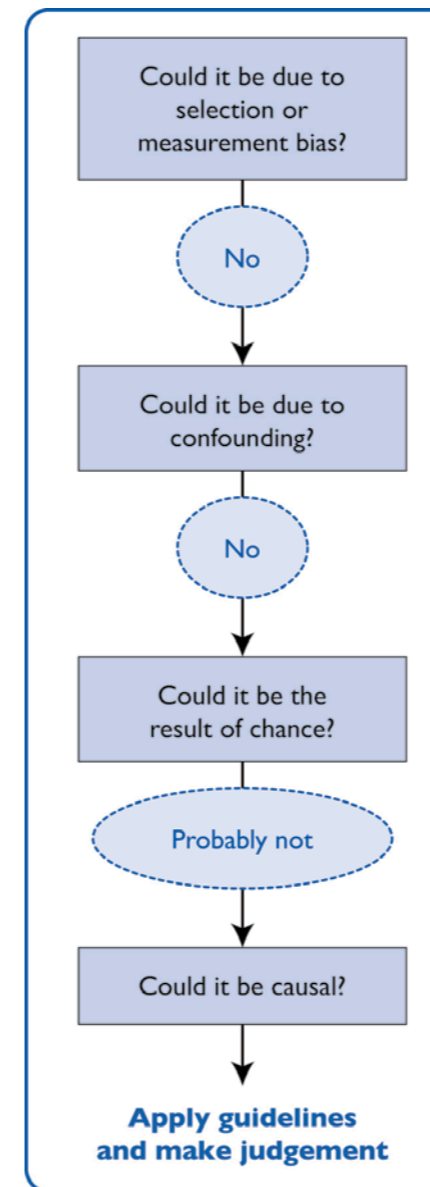 Could it be due to
selection or
measurement bias?
No
Could it be due to
confounding?
No
Could it be the
result of chance?
Probably not
Could it be causal?
Apply guidelines
and make judgement